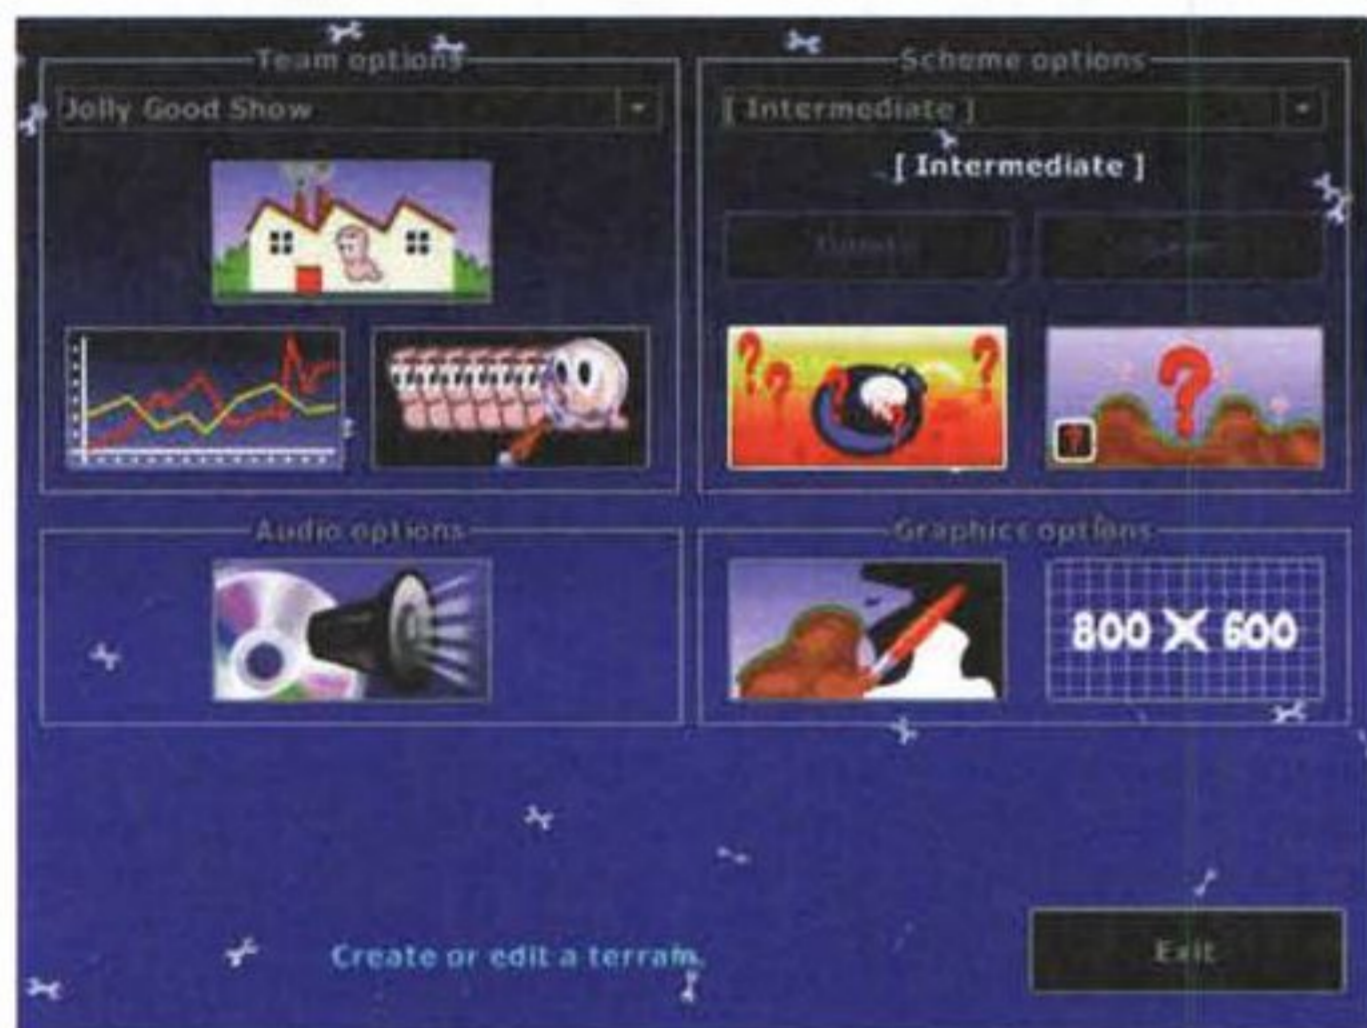 Team options
Jolly Good Show
Audio options
Scheme options
[ Intermediate ]
[ Intermediate ]
? ? ? ? ?
?
?
Graphics options
800 X 600
Create or edit a terrain.
Exit